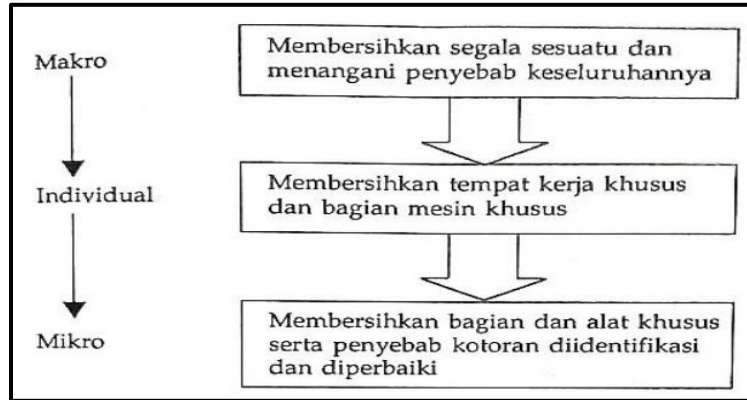 Makro
Membersihkan segala sesuatu dan
menangani penyebab keseluruhannya
Individual
Membersihkan tempat kerja khusus
dan bagian mesin khusus
Mikro
Membersihkan bagian dan alat khusus
serta penyebab kotoran diidentifikasi
dan diperbaiki